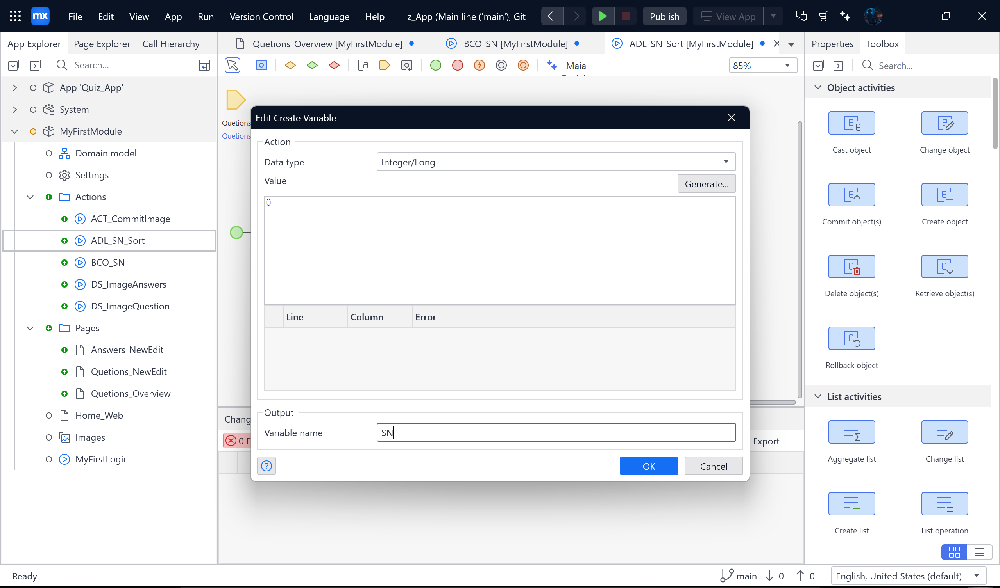 mx File Edit View App Run Version Control Language Help z_App (Main line ('main'), Git Publish View App
App Explorer Page Explorer Call Hierarchy
Search...
App 'Quiz_App'
System
MyFirstModule
Domain model
Settings
Actions
ACT_CommitImage
ADL_SN_Sort
BCO_SN
DS_ImageAnswers
DS_ImageQuestion
Pages
Answers_NewEdit
Quetions_NewEdit
Quetions_Overview
Home_Web
Images
MyFirstLogic
Quetions_Overview [MyFirstModule] BCO_SN [MyFirstModule] ADL_SN_Sort [MyFirstModule]
Maia
85%
Quetions
Quetions
Edit Create Variable
Action
Data type Integer/Long
Value Generate...
0
Line Column Error
Output
Variable name SN
OK Cancel
Chang
0 E
Export
Properties Toolbox
Search...
Object activities
Cast object Change object
Commit object(s) Create object
Delete object(s) Retrieve object(s)
Rollback object
List activities
Aggregate list Change list
Create list List operation
Ready main 0 0 English, United States (default)